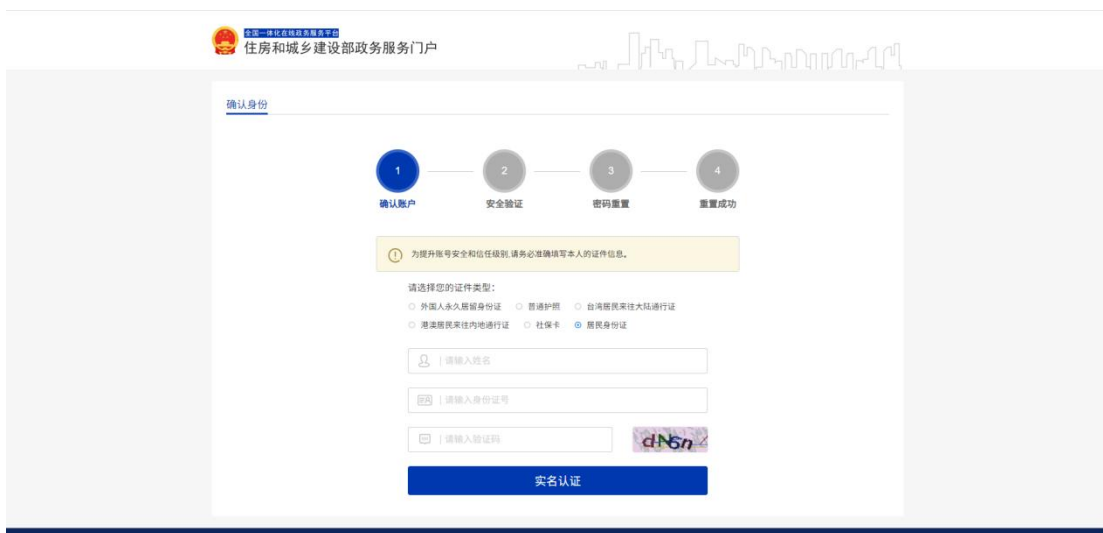 全国一体化在线政务服务平台
住房和城乡建设部政务服务门户
确认身份
1 2 3 4
确认账户 安全验证 密码重置 重置成功
为提升账号安全和信任级别,请务必准确填写本人的证件信息。
请选择您的证件类型:
外国人永久居留身份证 普通护照 台湾居民来往大陆通行证
港澳居民来往内地通行证 社保卡 居民身份证
请输入姓名
请输入身份证号
请输入验证码 dNSn
实名认证